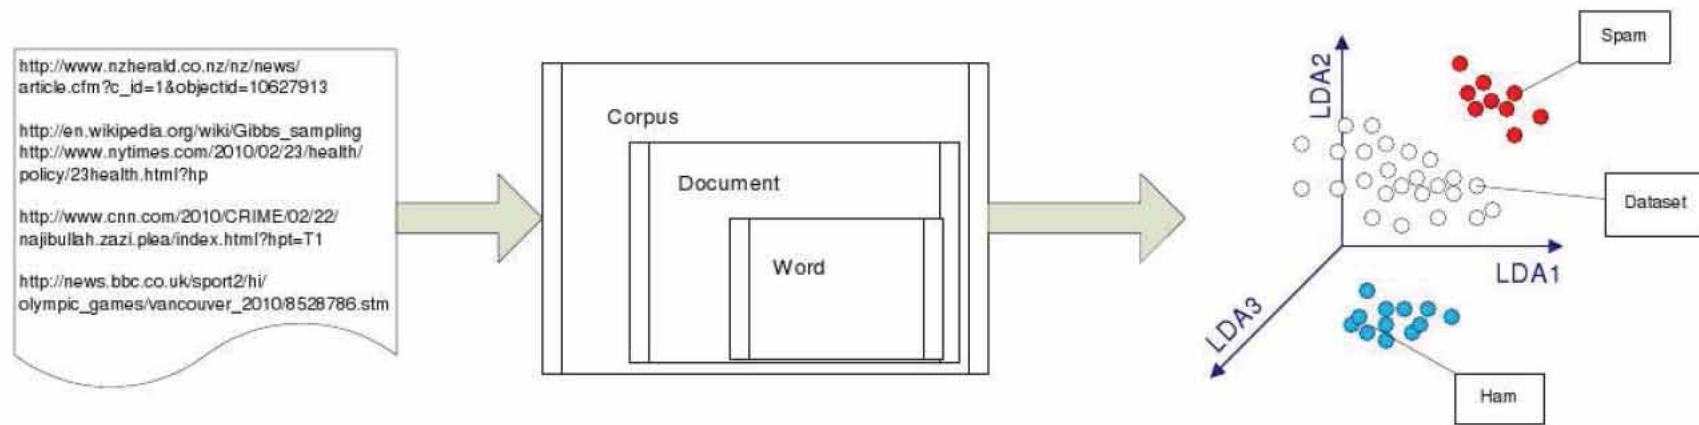 http://www.nzherald.co.nz/nz/news/
article.cfm?c_id=1&objectid=10627913
http://en.wikipedia.org/wiki/Gibbs_sampling
http://www.nytimes.com/2010/02/23/health/
policy/23health.html?hp
http://www.cnn.com/2010/CRIME/02/22/
najibullah.zazi.plea/index.html?hpt=T1
http://news.bbc.co.uk/sport2/hi/
olympic_games/vancouver_2010/8528786.stm
Corpus
Document
Word
LDA2
LDA1
LDA3
Spam
Dataset
Ham